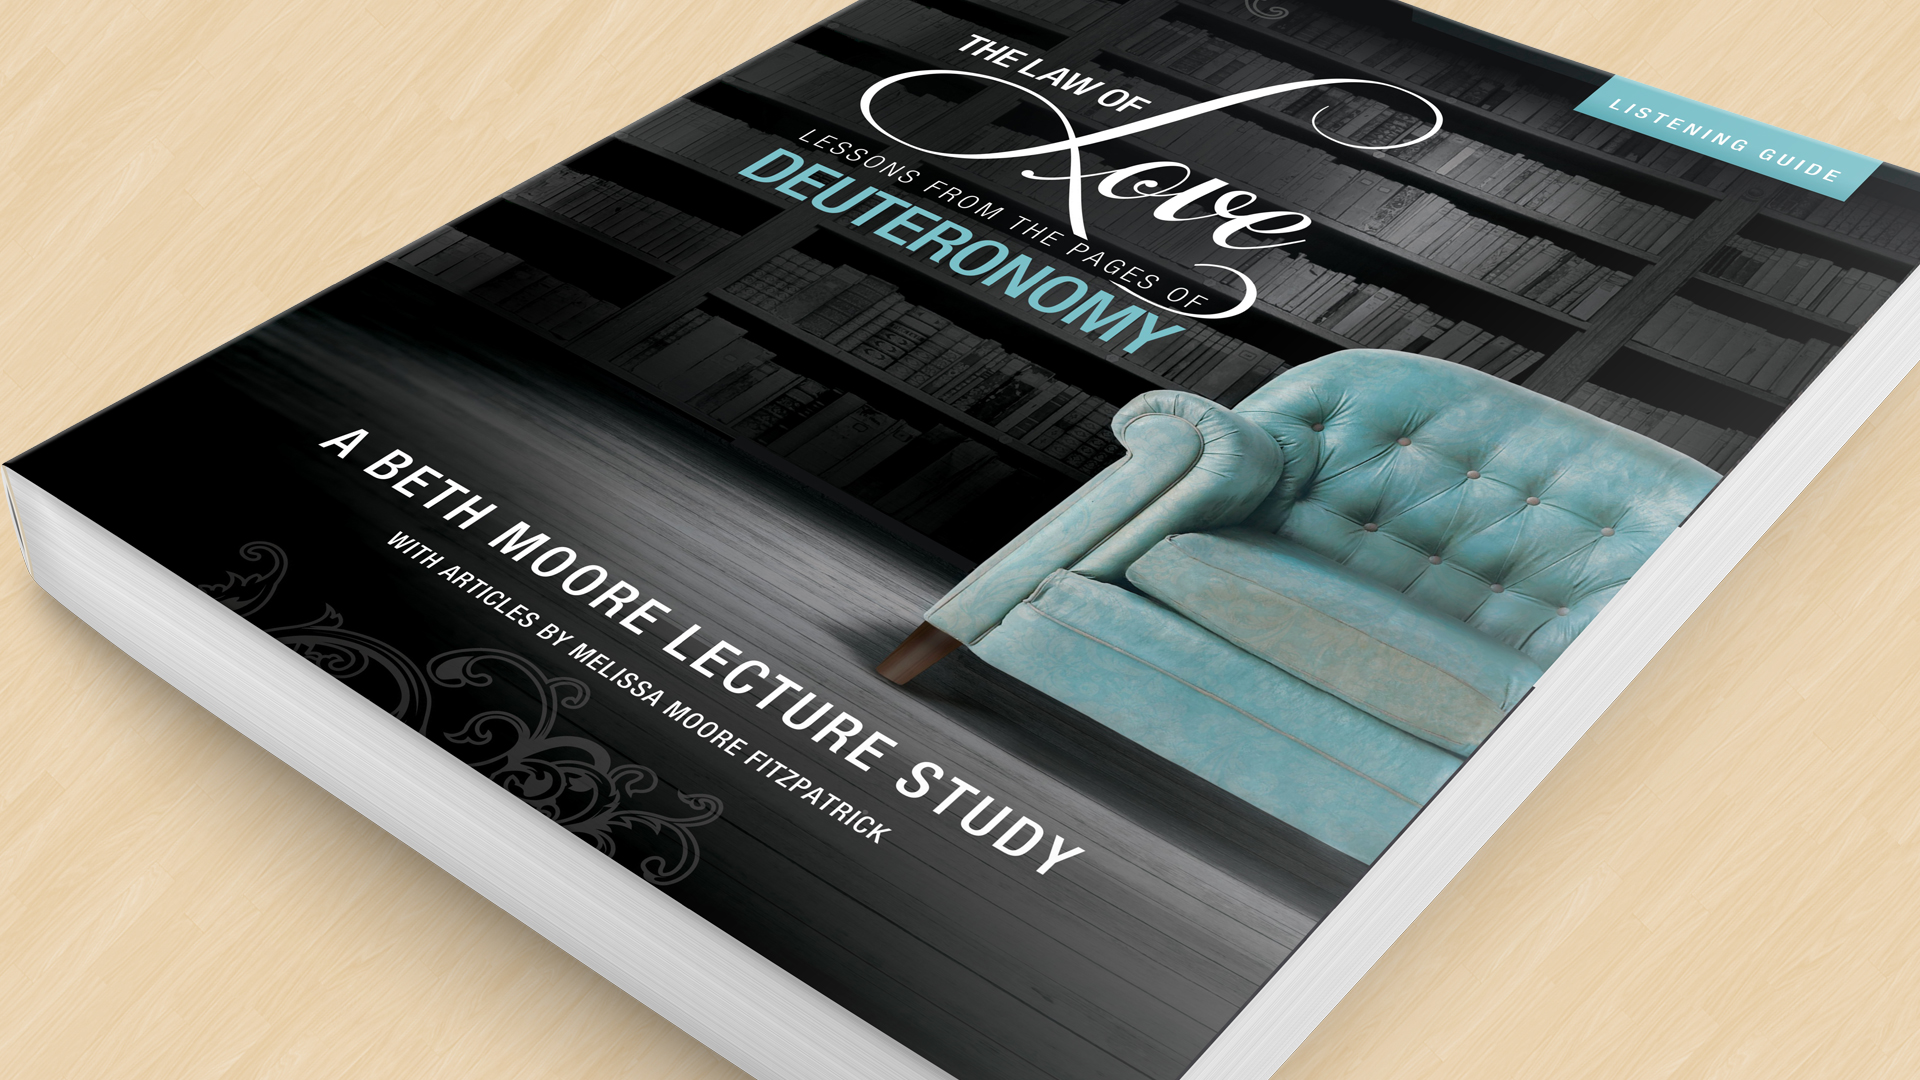 LISTENING GUIDE
THE LAW OF
Love
LESSONS FROM THE PAGES OF
DEUTERONOMY
A BETH MOORE LECTURE STUDY
WITH ARTICLES BY MELISSA MOORE FITZPATRICK